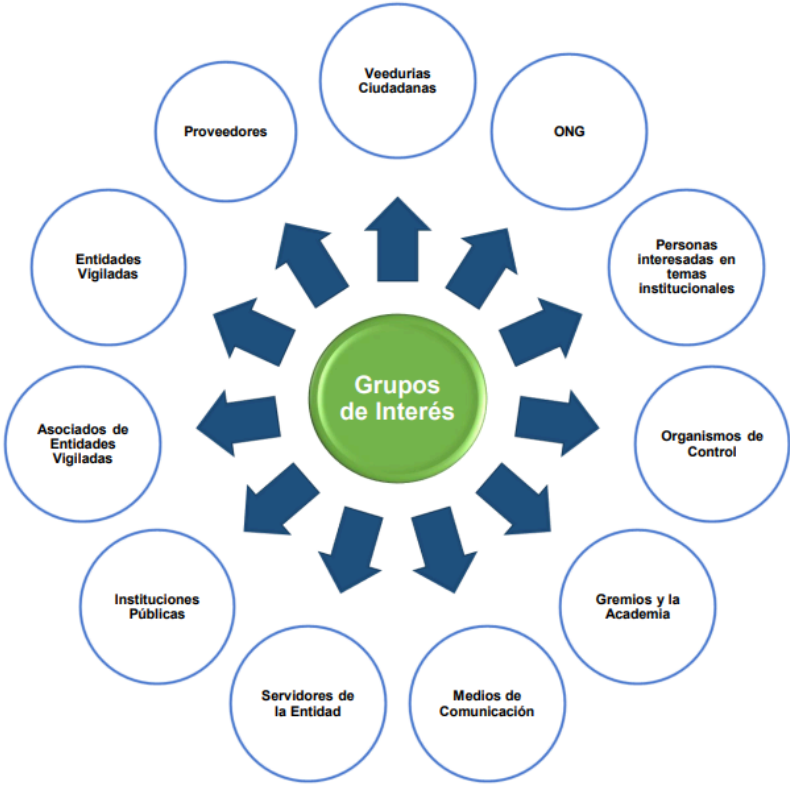 Veedurias
Ciudadanas
ONG
Personas
interesadas en
temas
institucionales
Organismos de
Control
Gremios y la
Academia
Medios de
Comunicación
Servidores de
la Entidad
Instituciones
Públicas
Asociados de
Entidades
Vigiladas
Entidades
Vigiladas
Proveedores
Grupos
de Interés